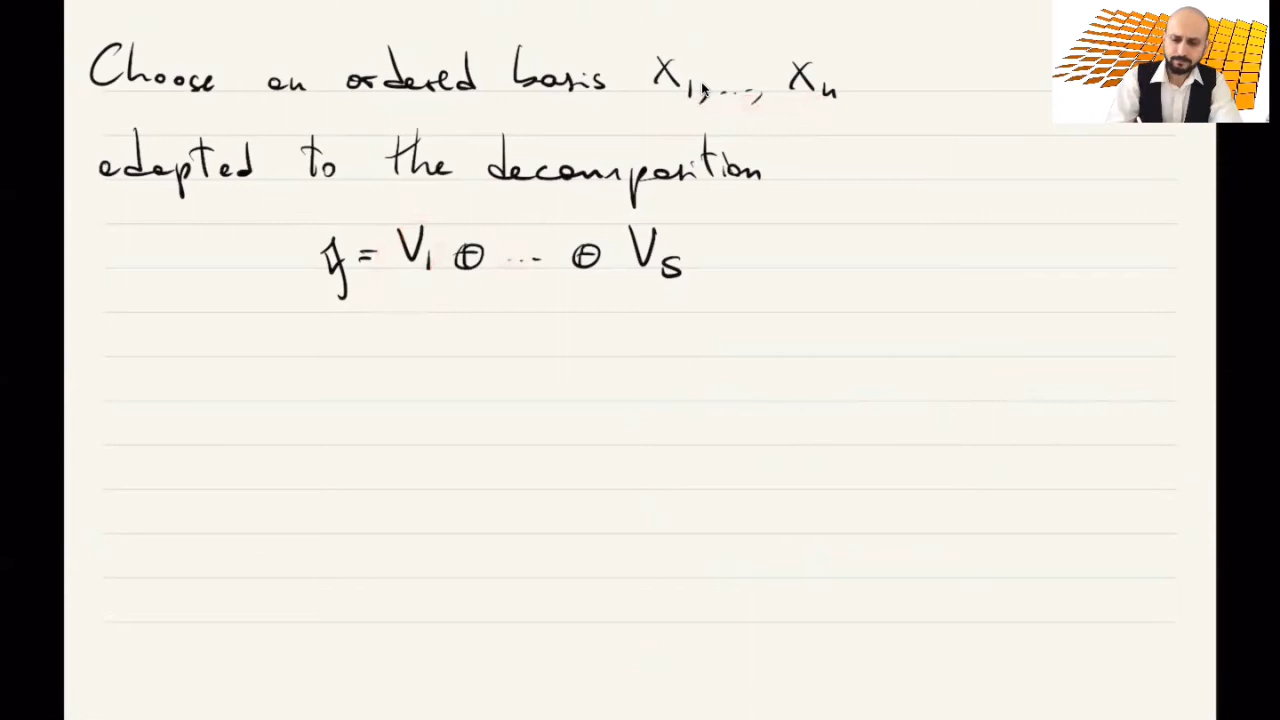 Choose an ordered basis X₁, ..., Xₙ
adapted to the decomposition
𝔤 = V₁ ⊕ ... ⊕ Vₛ